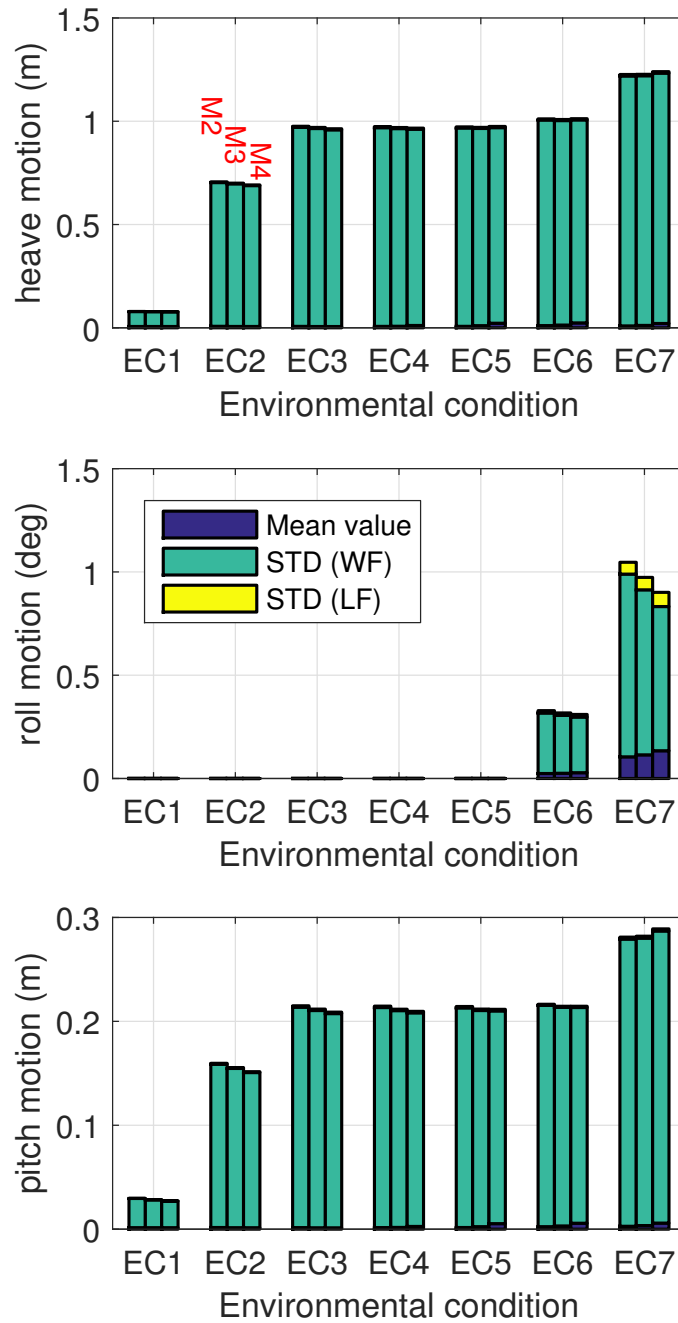 heave motion (m)
1.5
1
0.5
0
M2
M3
M4
EC1 EC2 EC3 EC4 EC5 EC6 EC7
Environmental condition
roll motion (deg)
1.5
1
0.5
0
Mean value
STD (WF)
STD (LF)
EC1 EC2 EC3 EC4 EC5 EC6 EC7
Environmental condition
pitch motion (m)
0.3
0.2
0.1
0
EC1 EC2 EC3 EC4 EC5 EC6 EC7
Environmental condition